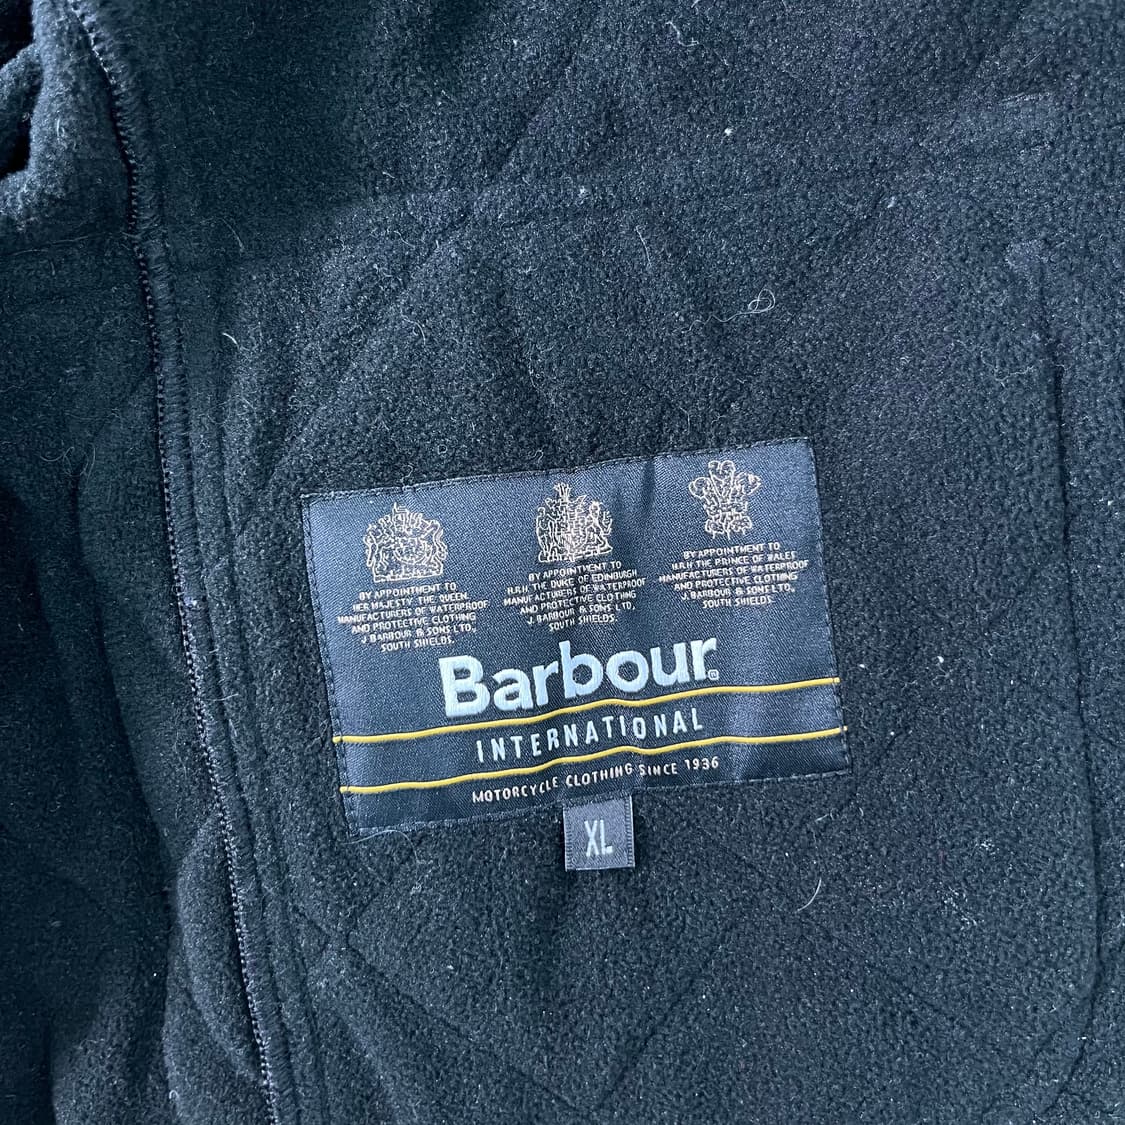 BY APPOINTMENT TO
HER MAJESTY THE QUEEN
MANUFACTURERS OF WATERPROOF
AND PROTECTIVE CLOTHING
J. BARBOUR & SONS LTD.,
SOUTH SHIELDS.
BY APPOINTMENT TO
H.R.H. THE DUKE OF EDINBURGH
MANUFACTURERS OF WATERPROOF
AND PROTECTIVE CLOTHING
J. BARBOUR & SONS LTD,
SOUTH SHIELDS.
BY APPOINTMENT TO
H.R.H. THE PRINCE OF WALES
MANUFACTURERS OF WATERPROOF
AND PROTECTIVE CLOTHING
J. BARBOUR & SONS LTD.,
SOUTH SHIELDS.
Barbour®
INTERNATIONAL
MOTORCYCLE CLOTHING SINCE 1936
XL